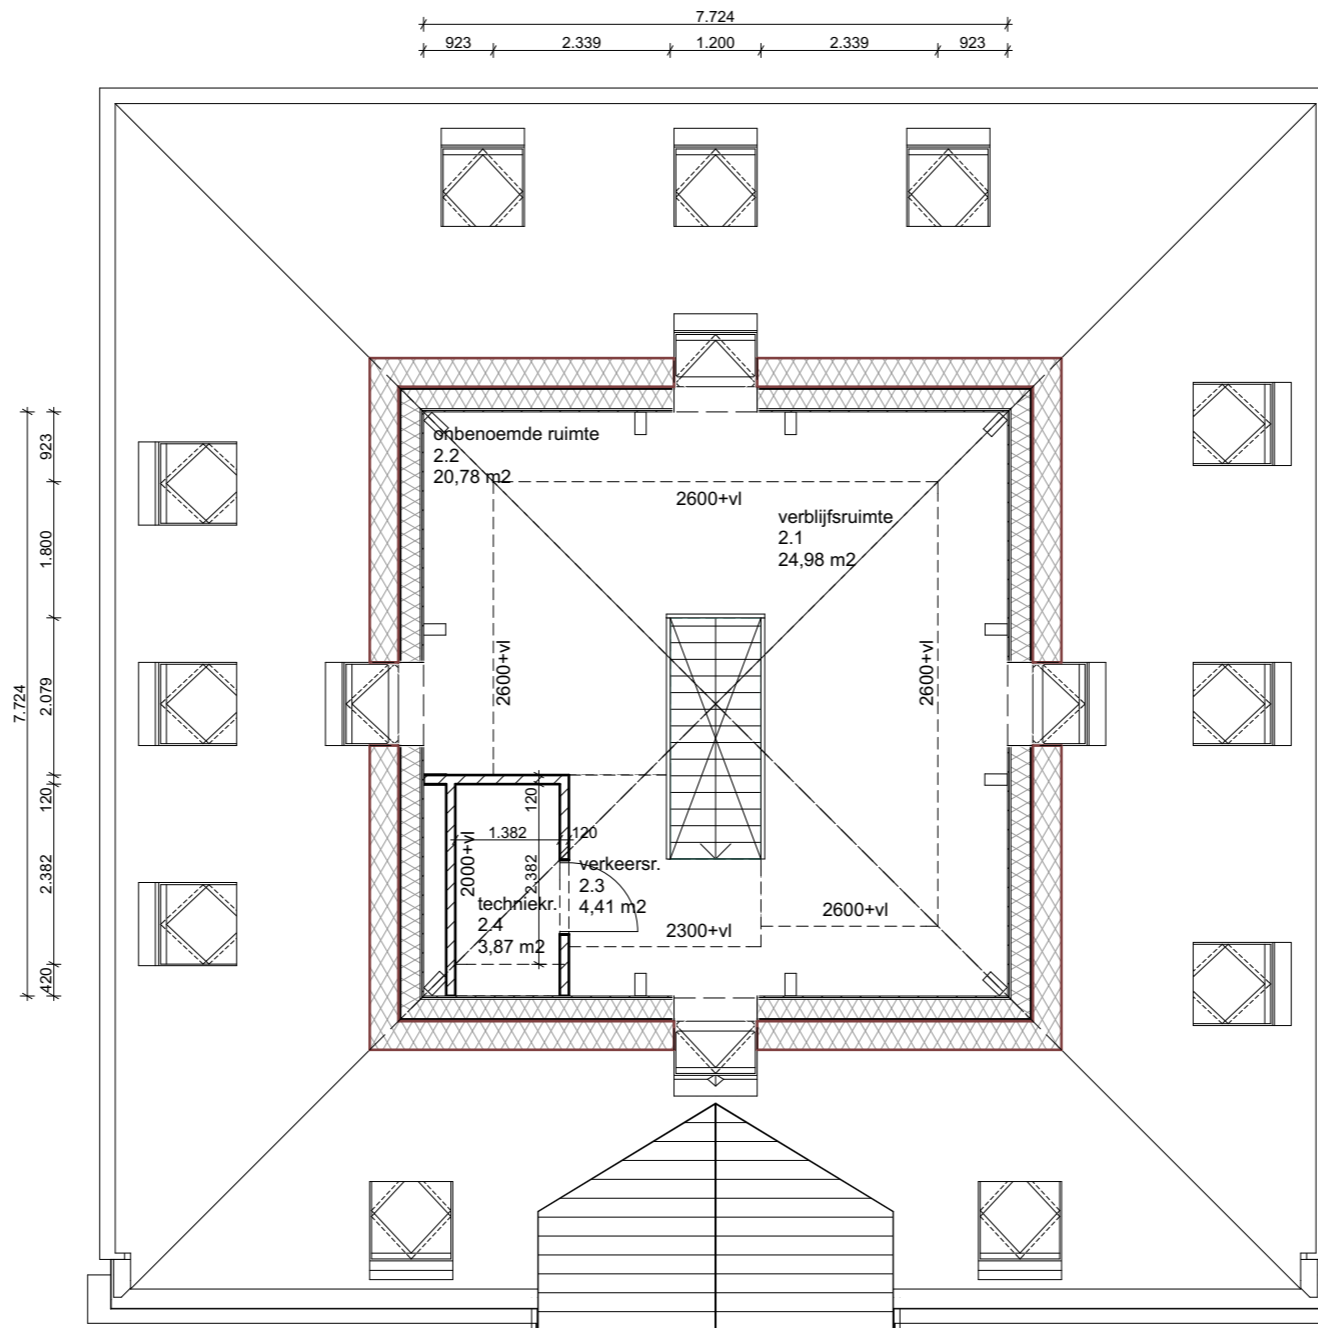 7.724
923 2.339 1.200 2.339 923
onbenoemde ruimte
2.2
20,78 m2
2600+vl
verblijfsruimte
2.1
24,98 m2
2600+vl
2600+vl
7.724
923
1.800
2.079
120
2.382
420
120
1.382
120
2000+vl
2.382
verkeersr.
2.3
4,41 m2
techniekr.
2.4
3,87 m2
2600+vl
2300+vl